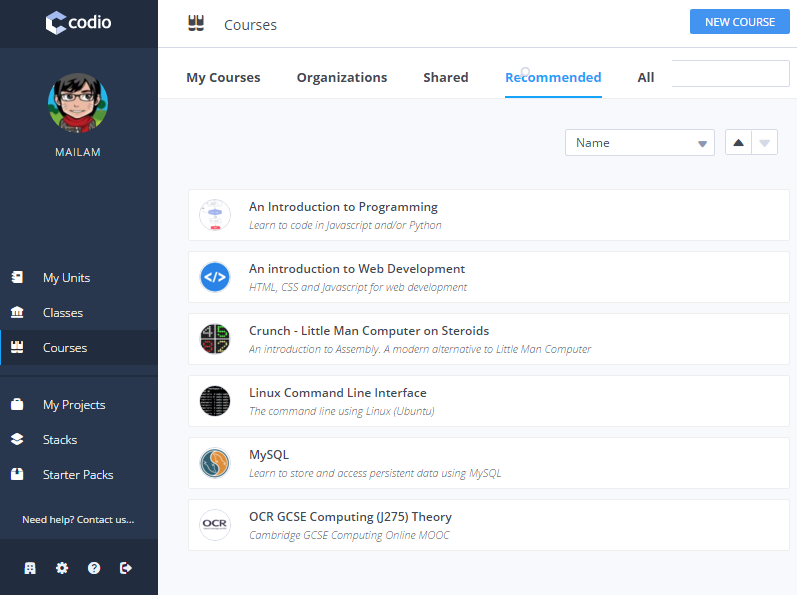 codio
Courses
NEW COURSE
My Courses
Organizations
Shared
Recommended
All
MAILAM
Name
An Introduction to Programming
Learn to code in Javascript and/or Python
An introduction to Web Development
HTML, CSS and Javascript for web development
Crunch - Little Man Computer on Steroids
An introduction to Assembly. A modern alternative to Little Man Computer
Linux Command Line Interface
The command line using Linux (Ubuntu)
MySQL
Learn to store and access persistent data using MySQL
OCR
OCR GCSE Computing (J275) Theory
Cambridge GCSE Computing Online MOOC
My Units
Classes
Courses
My Projects
Stacks
Starter Packs
Need help? Contact us...